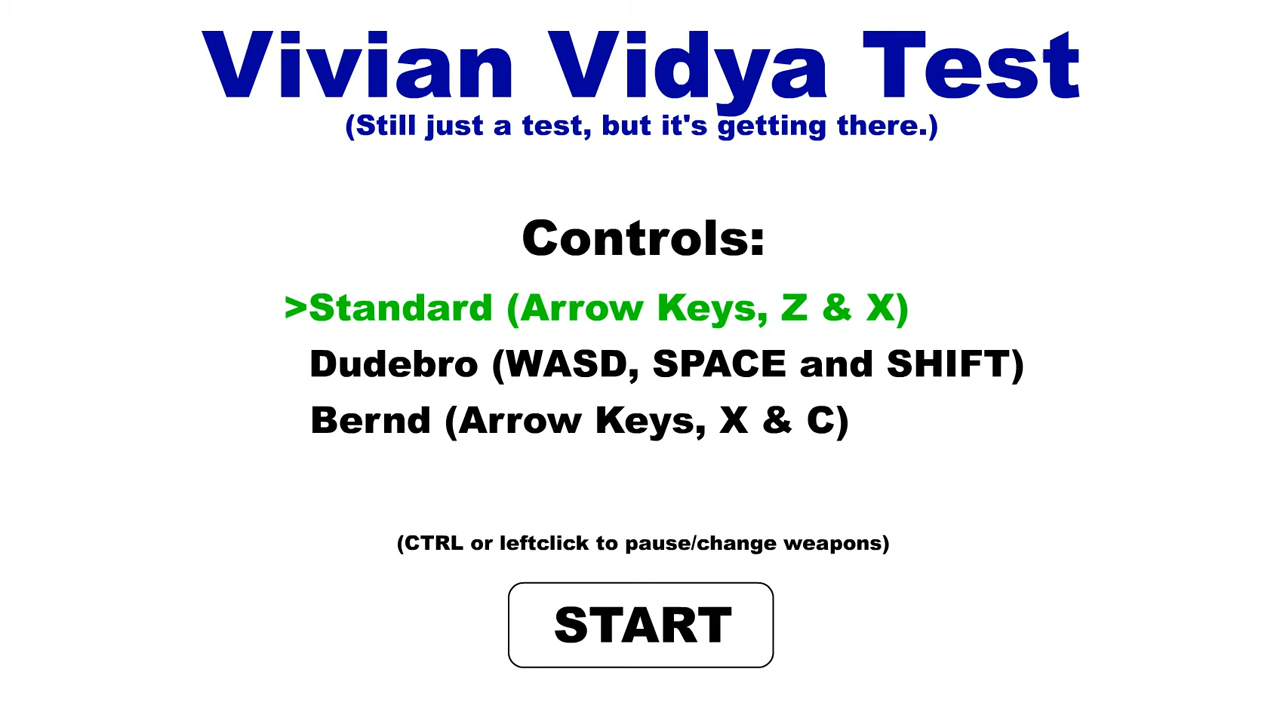 Vivian Vidya Test
(Still just a test, but it's getting there.)
Controls:
>Standard (Arrow Keys, Z & X)
Dudebro (WASD, SPACE and SHIFT)
Bernd (Arrow Keys, X & C)
(CTRL or leftclick to pause/change weapons)
START